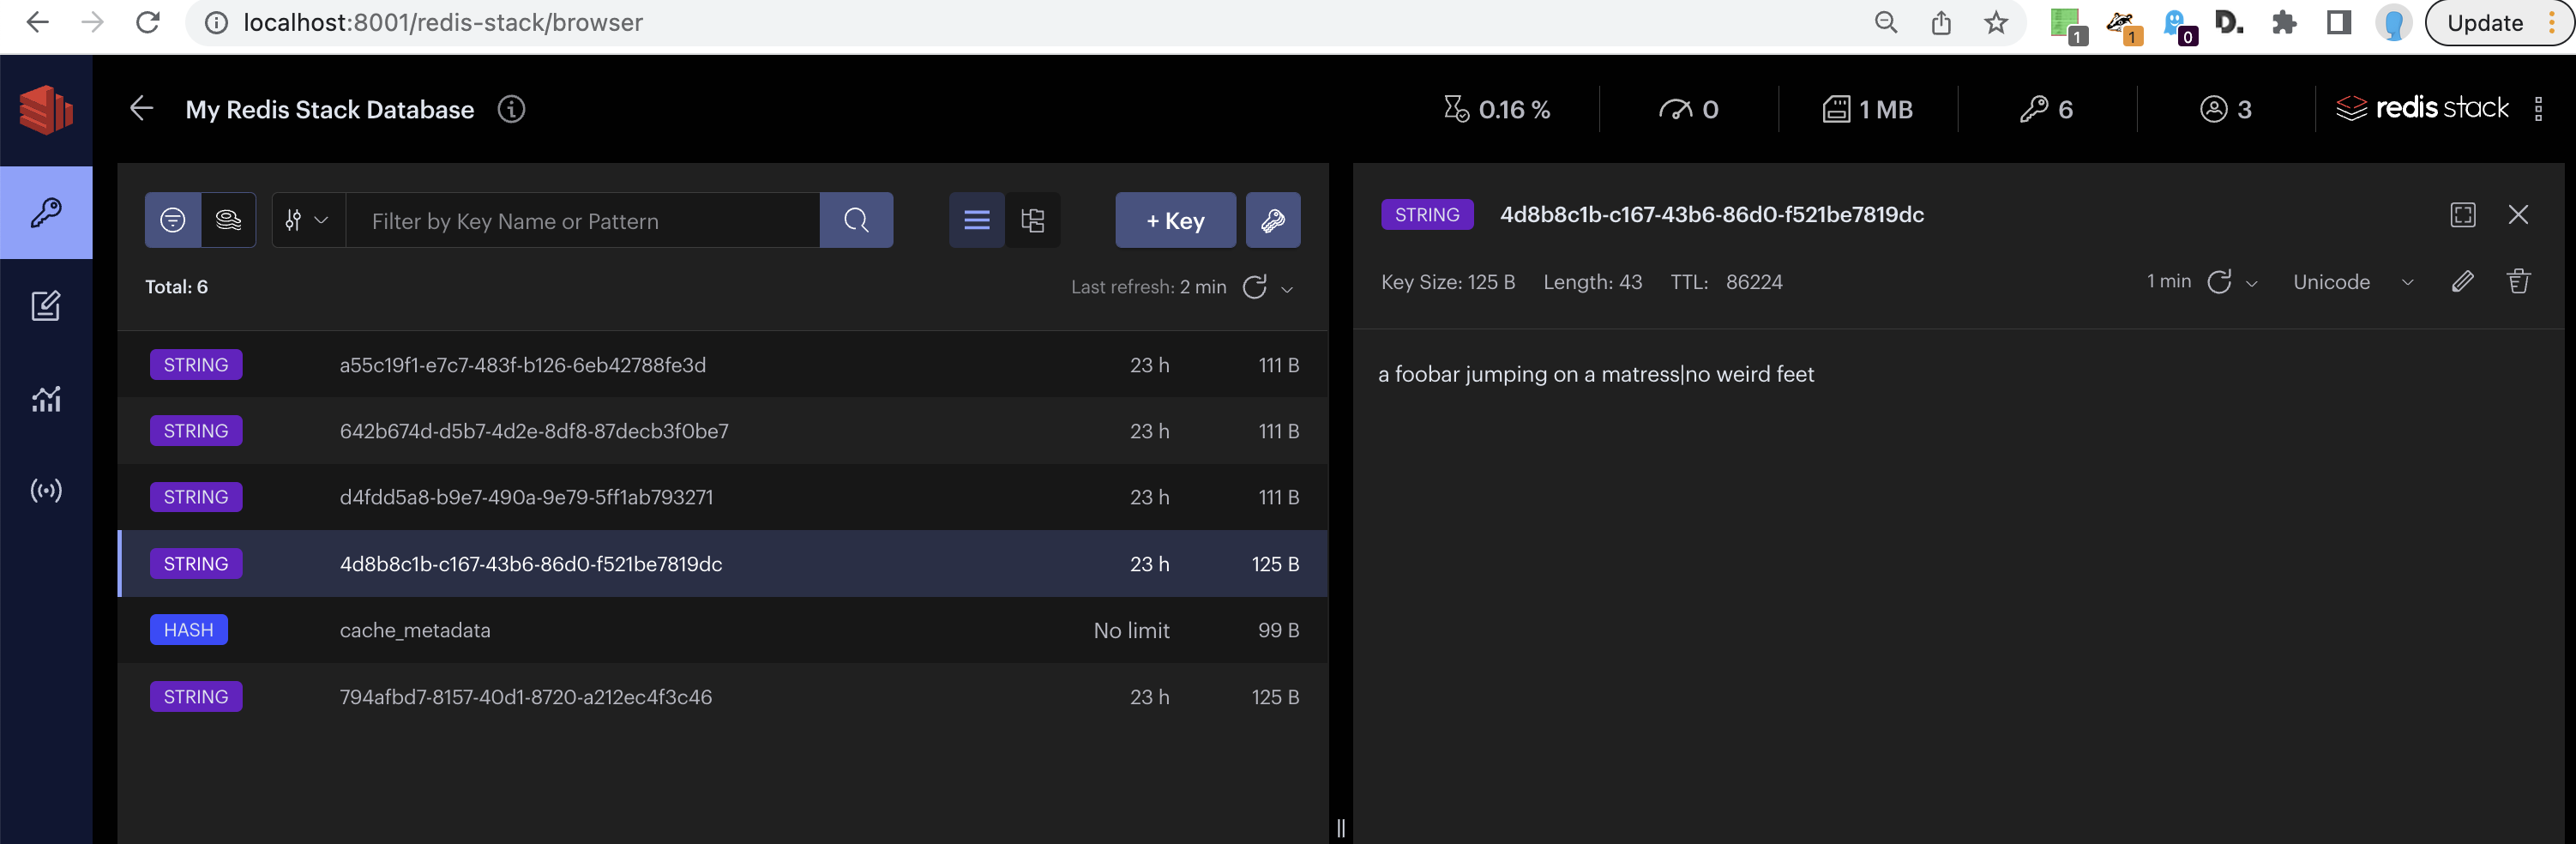 localhost:8001/redis-stack/browser
1
1
0
D.
Update
My Redis Stack Database
0.16 %
0
1 MB
6
3
redis stack
Filter by Key Name or Pattern
+ Key
Total: 6
Last refresh: 2 min
STRING a55c19f1-e7c7-483f-b126-6eb42788fe3d 23 h 111 B
STRING 642b674d-d5b7-4d2e-8df8-87decb3f0be7 23 h 111 B
STRING d4fdd5a8-b9e7-490a-9e79-5ff1ab793271 23 h 111 B
STRING 4d8b8c1b-c167-43b6-86d0-f521be7819dc 23 h 125 B
HASH cache_metadata No limit 99 B
STRING 794afbd7-8157-40d1-8720-a212ec4f3c46 23 h 125 B
STRING 4d8b8c1b-c167-43b6-86d0-f521be7819dc
Key Size: 125 B Length: 43 TTL: 86224 1 min Unicode
a foobar jumping on a matress|no weird feet